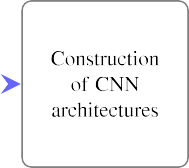 Construction
of CNN
architectures